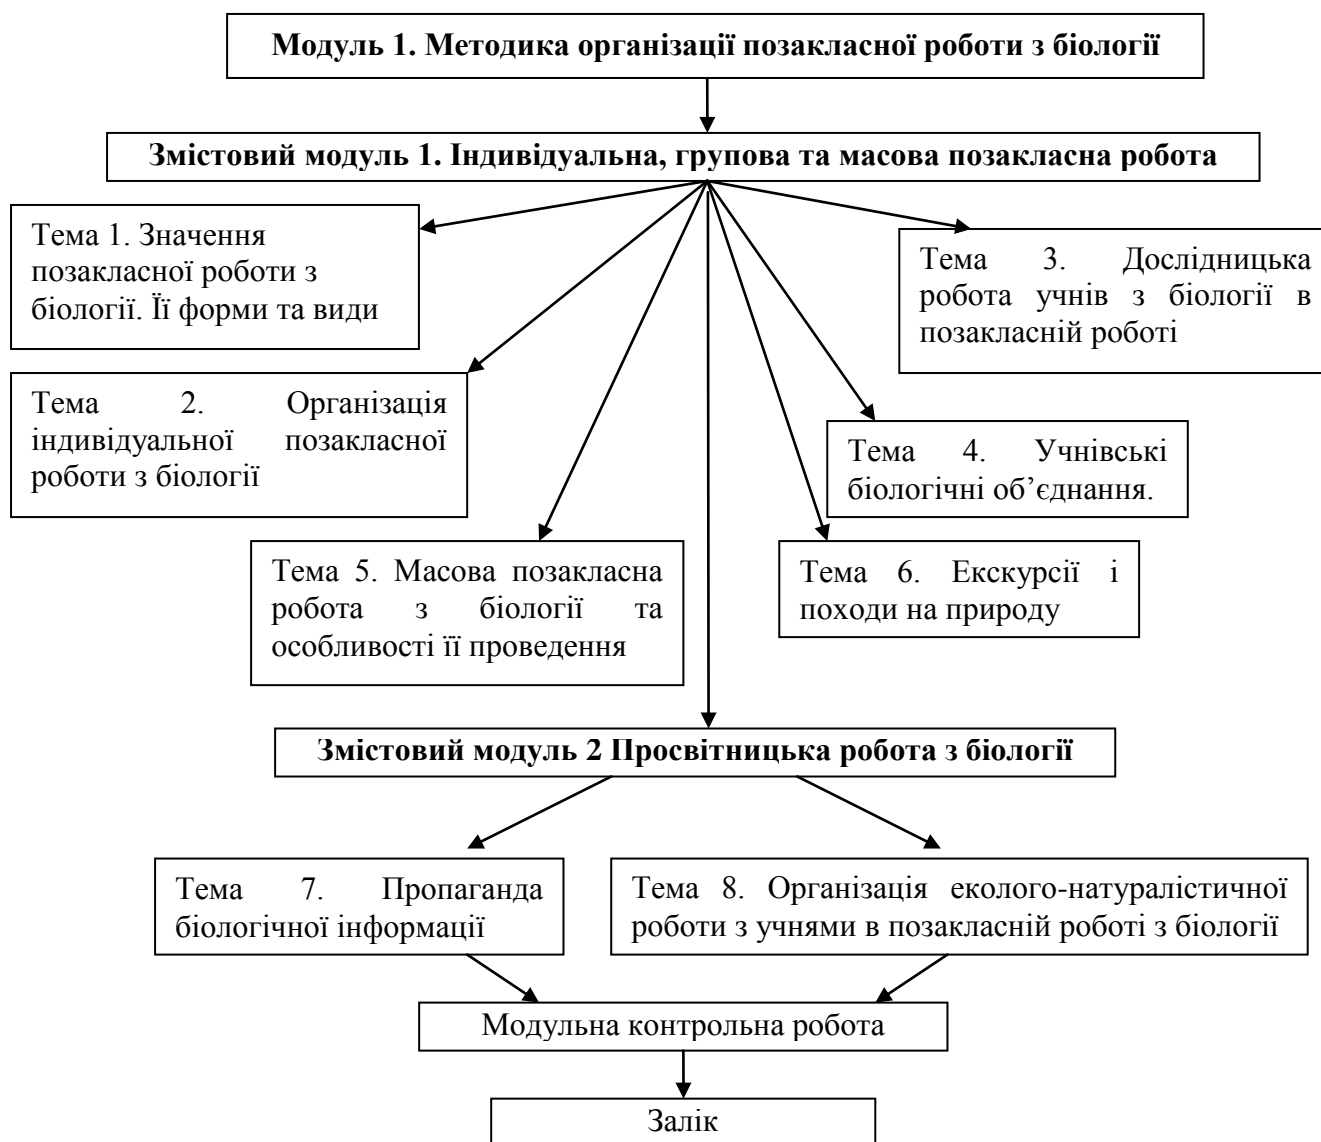 Модуль 1. Методика організації позакласної роботи з біології
Змістовий модуль 1. Індивідуальна, групова та масова позакласна робота
Тема 1. Значення
позакласної роботи з
біології. Її форми та види
Тема 2. Організація
індивідуальної позакласної
роботи з біології
Тема 3. Дослідницька
робота учнів з біології в
позакласній роботі
Тема 4. Учнівські
біологічні об’єднання.
Тема 5. Масова позакласна
робота з біології та
особливості її проведення
Тема 6. Екскурсії і
походи на природу
Змістовий модуль 2 Просвітницька робота з біології
Тема 7. Пропаганда
біологічної інформації
Тема 8. Організація еколого-натуралістичної
роботи з учнями в позакласній роботі з біології
Модульна контрольна робота
Залік